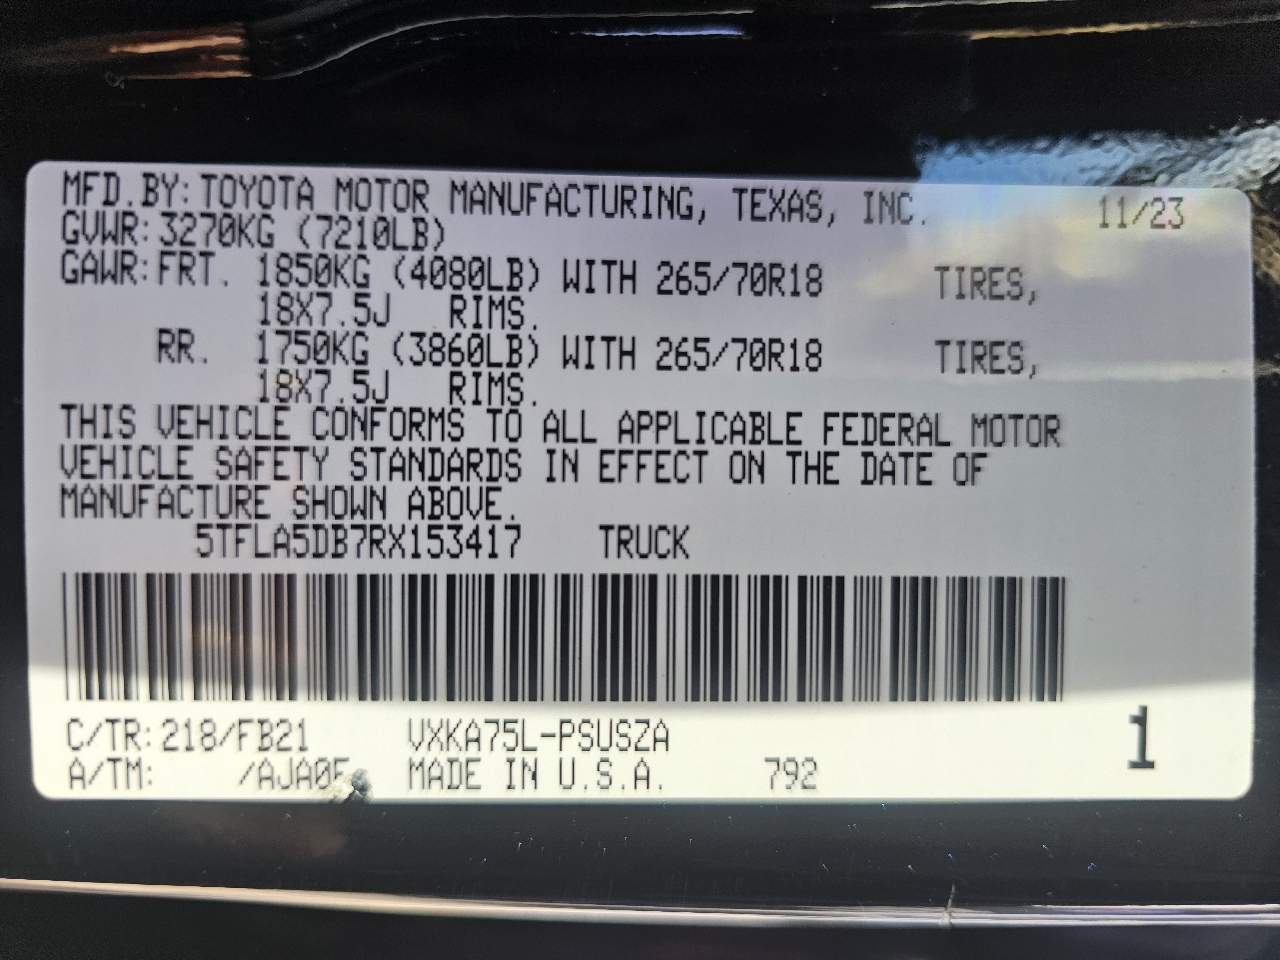 MFD.BY: TOYOTA MOTOR MANUFACTURING, TEXAS, INC. 11/23
GVWR: 3270KG (7210LB)
GAWR: FRT. 1850KG (4080LB) WITH 265/70R18 TIRES,
18X7.5J RIMS.
RR. 1750KG (3860LB) WITH 265/70R18 TIRES,
18X7.5J RIMS.
THIS VEHICLE CONFORMS TO ALL APPLICABLE FEDERAL MOTOR
VEHICLE SAFETY STANDARDS IN EFFECT ON THE DATE OF
MANUFACTURE SHOWN ABOVE.
5TFLA5DB7RX153417 TRUCK
C/TR: 218/FB21 VXKA75L-PSUSZA 1
A/TM: MADE IN U.S.A. 792